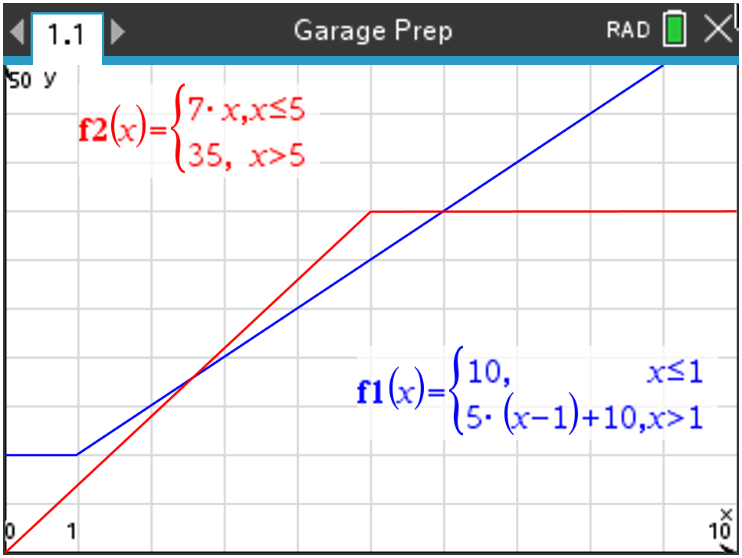 1.1 Garage Prep RAD
50 y
f2(x)={7·x,x≤5
35, x>5
f1(x)={10, x≤1
5·(x−1)+10,x>1
0 1 10 x